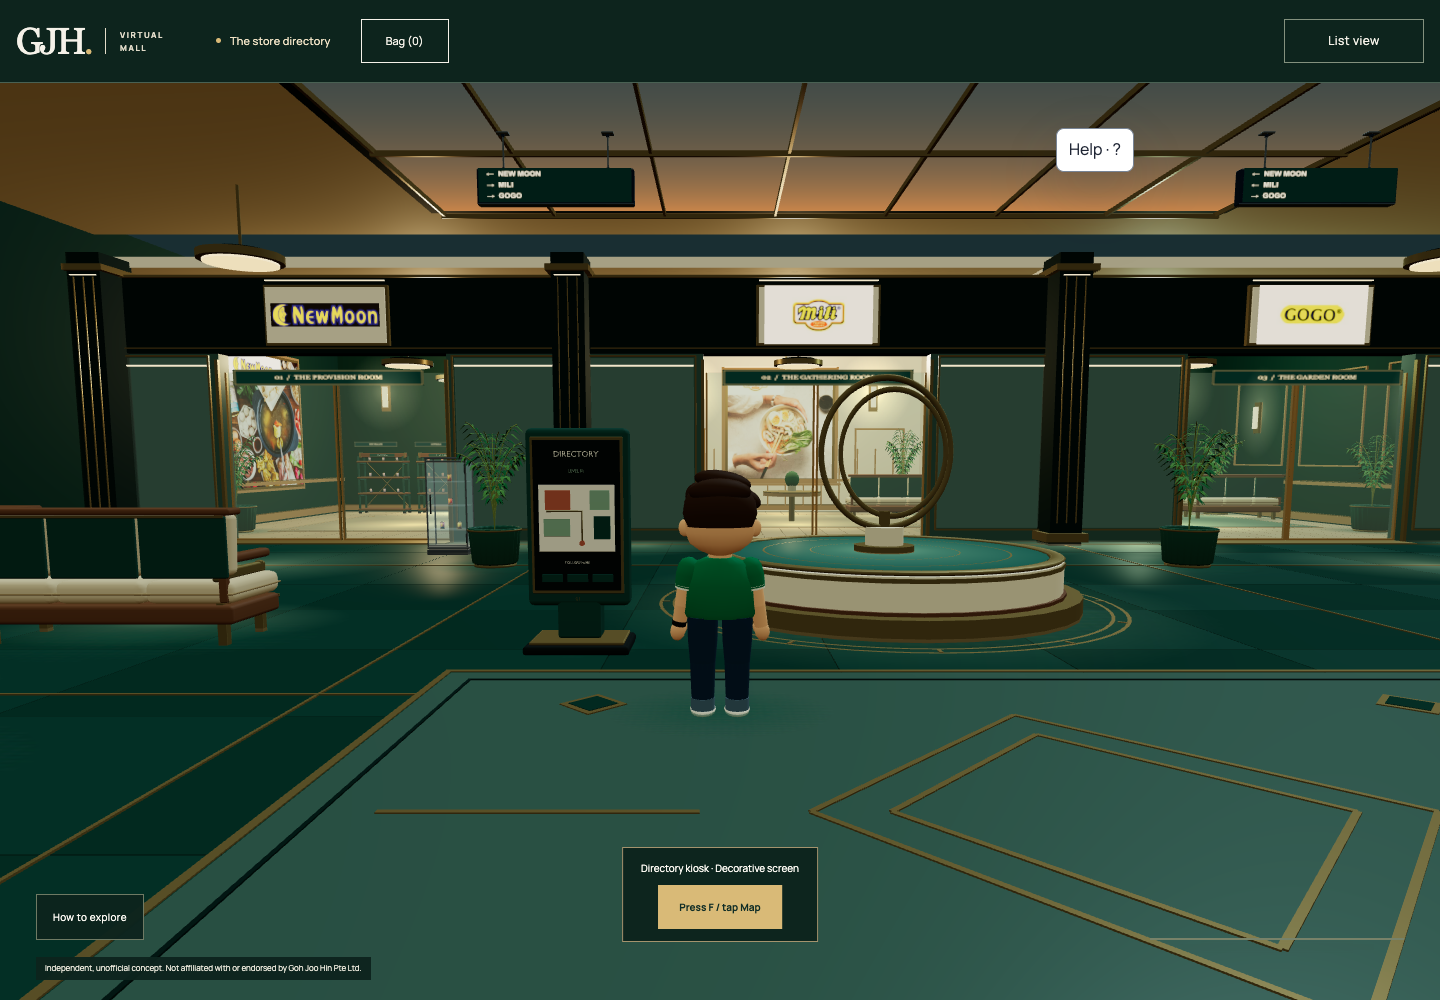 GJH.
VIRTUAL
MALL
The store directory
Bag (0)
List view
Help · ?
← NEW MOON
→ MILI
→ GOGO
← NEW MOON
→ MILI
→ GOGO
NewMoon
mili
GOGO®
01 / THE PROVISION ROOM
02 / THE GATHERING ROOM
03 / THE GARDEN ROOM
DIRECTORY
Directory kiosk · Decorative screen
Press F / tap Map
How to explore
Independent, unofficial concept. Not affiliated with or endorsed by Goh Joo Hin Pte Ltd.